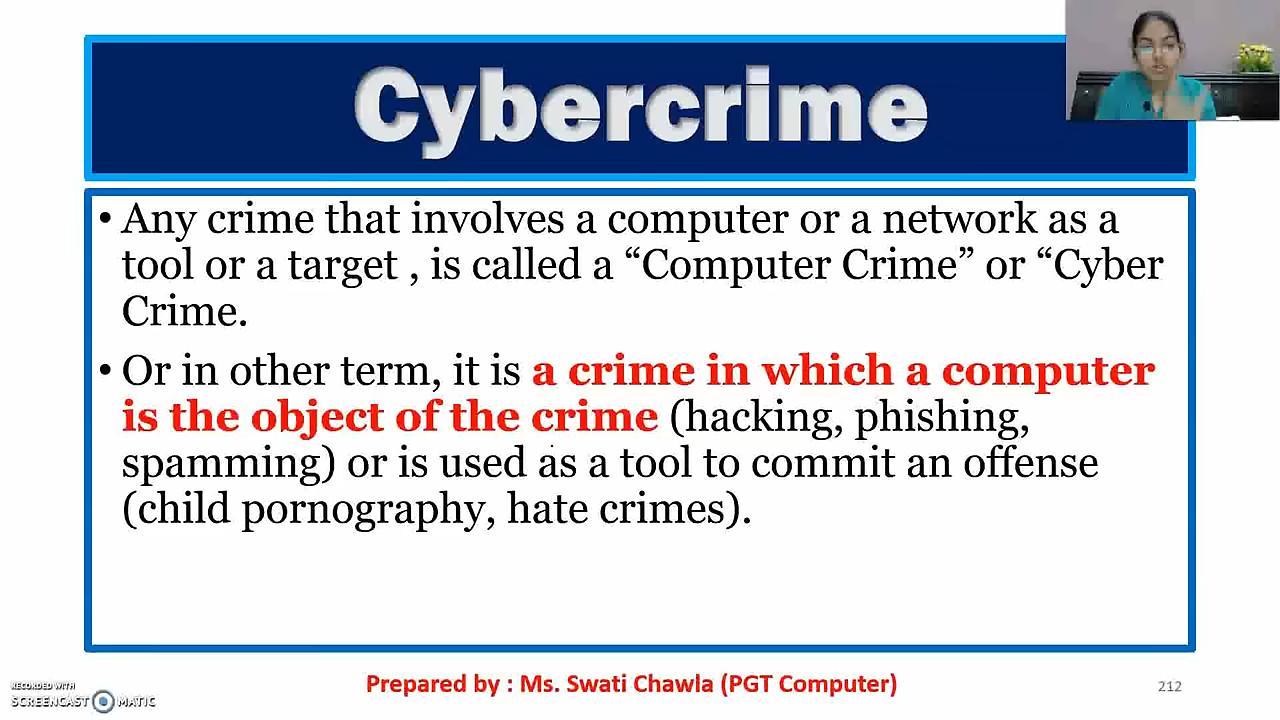 Cybercrime
• Any crime that involves a computer or a network as a
tool or a target , is called a “Computer Crime” or “Cyber
Crime.
• Or in other term, it is a crime in which a computer
is the object of the crime (hacking, phishing,
spamming) or is used as a tool to commit an offense
(child pornography, hate crimes).
Prepared by : Ms. Swati Chawla (PGT Computer)
212
RECORDED WITH
SCREENCAST MATIC